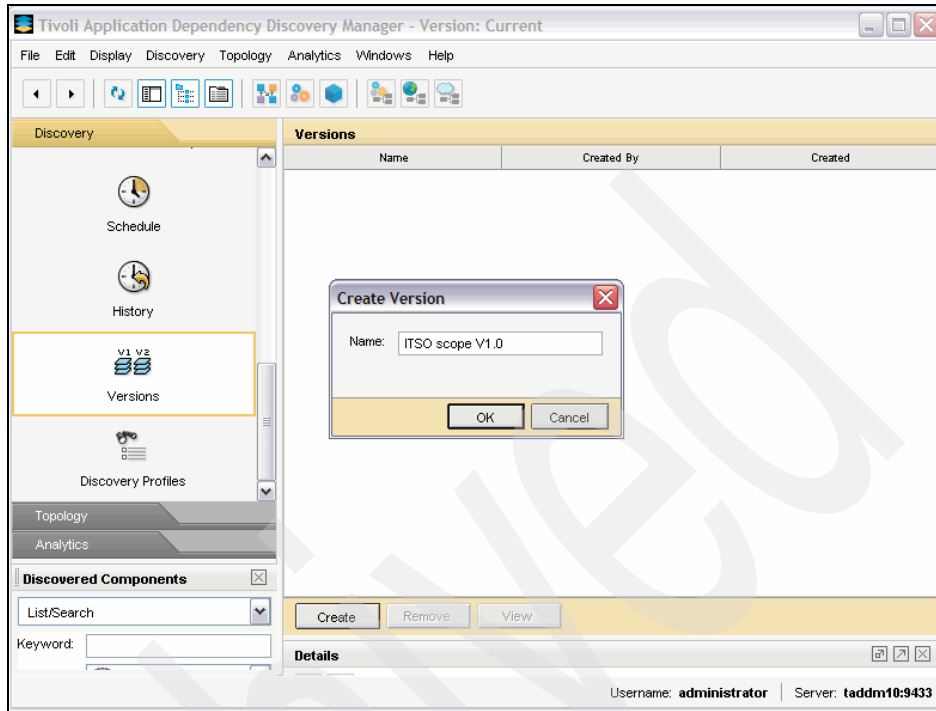 Tivoli Application Dependency Discovery Manager - Version: Current
File Edit Display Discovery Topology Analytics Windows Help
Discovery
Versions
Name Created By Created
Schedule
History
V1 V2
Versions
Discovery Profiles
Topology
Analytics
Create Version
Name: ITSO scope V1.0
OK Cancel
Discovered Components
List/Search
Keyword:
Create Remove View
Details
Username: administrator Server: taddm10:9433